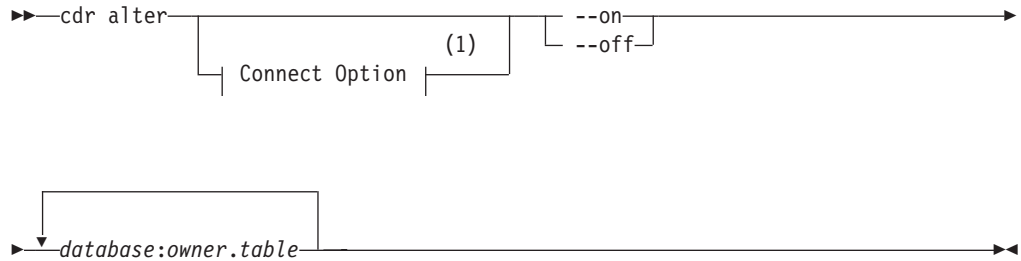 cdr alter --on
(1) --off
Connect Option
database:owner.table